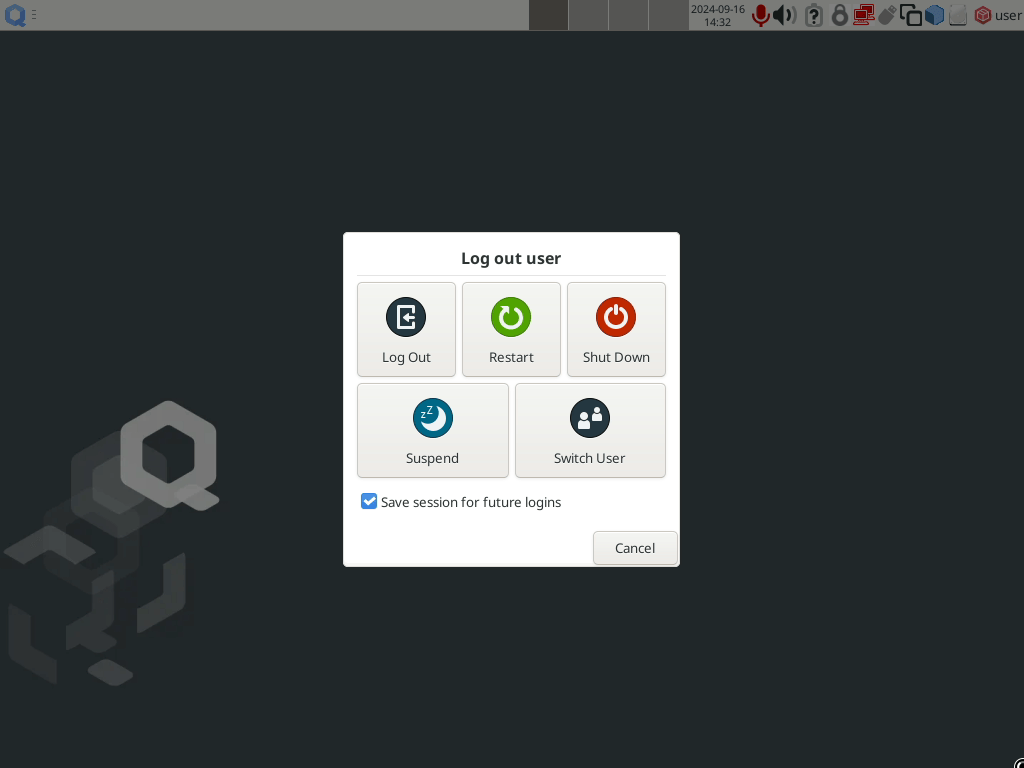 2024-09-16
14:32
user
Log out user
Log Out
Restart
Shut Down
zZ
Suspend
Switch User
Save session for future logins
Cancel